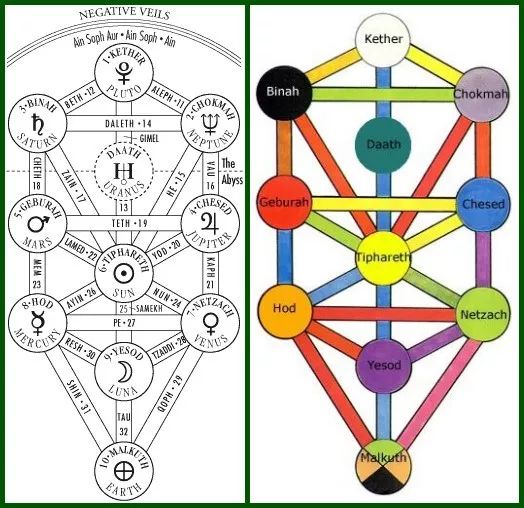 NEGATIVE VEILS
Ain Soph Aur • Ain Soph • Ain
1•KETHER
PLUTO
BETH•12
ALEPH•11
3•BINAH
SATURN
2•CHOKMAH
NEPTUNE
DALETH•14
GIMEL
DAATH
URANUS
13
The
Abyss
CHETH
18
ZAIN•17
HE•15
VAU
16
TETH•19
5•GEBURAH
MARS
4•CHESED
JUPITER
LAMED•22
YOD•20
6•TIPHARETH
SUN
MEM
23
KAPH
21
AYIN•26
NUN•24
25
SAMEKH
8•HOD
MERCURY
7•NETZACH
VENUS
PE•27
RESH•30
TZADDI•28
9•YESOD
LUNA
SHIN•31
QOPH•29
TAU
32
10•MALKUTH
EARTH
Kether
Binah
Chokmah
Daath
Geburah
Chesed
Tiphareth
Hod
Netzach
Yesod
Malkuth